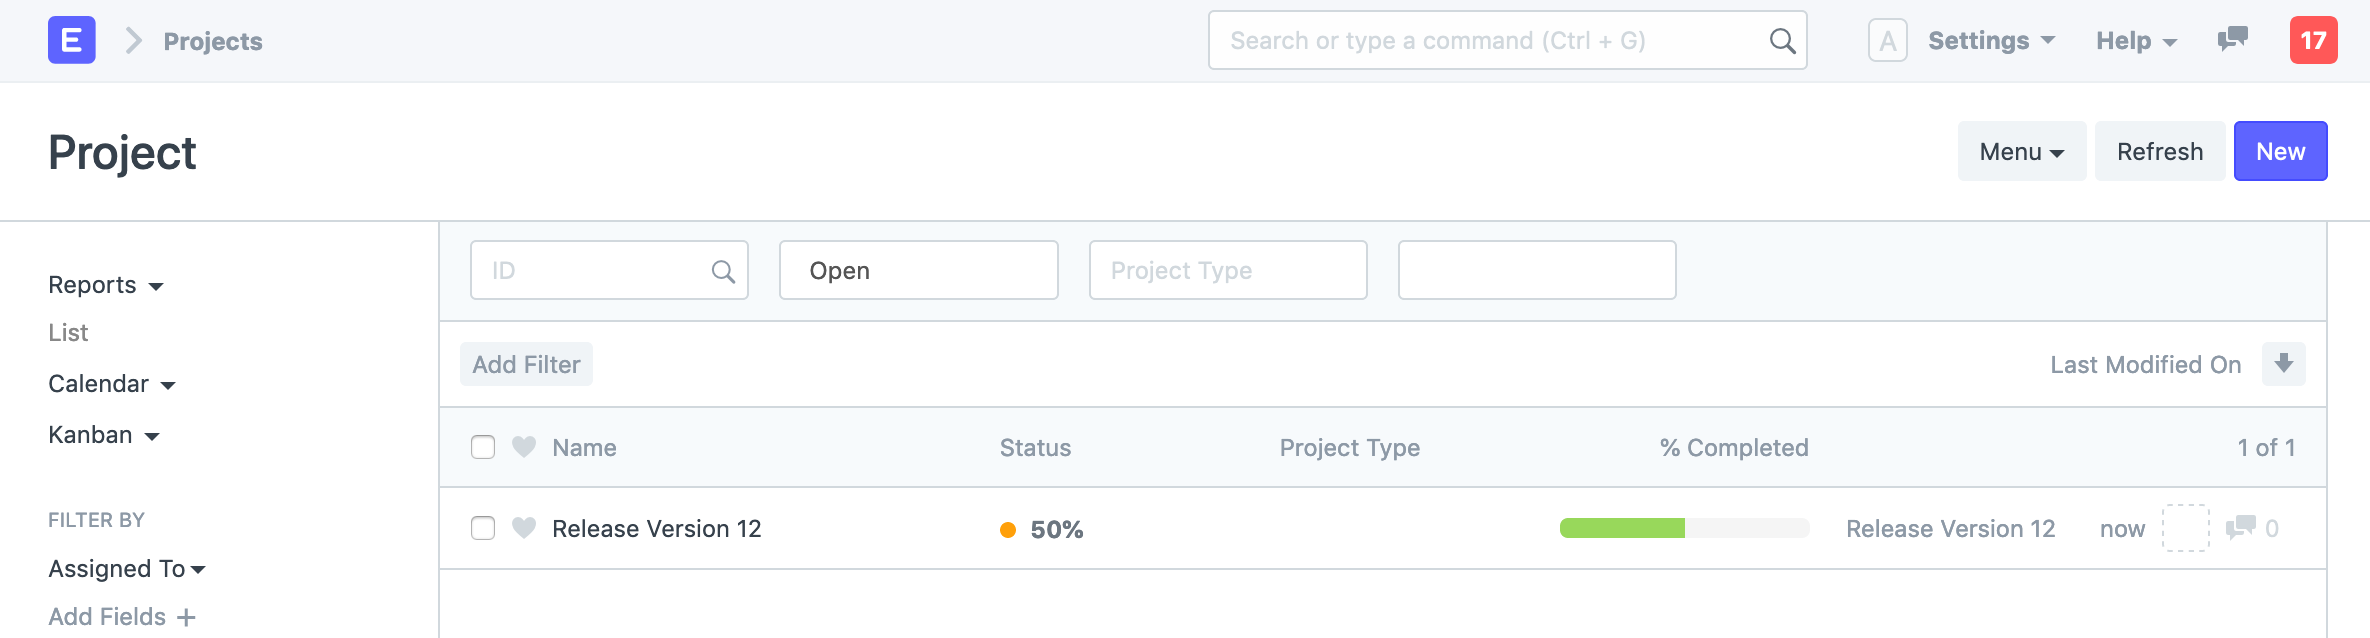 E Projects Search or type a command (Ctrl + G) A Settings Help 17
Project Menu Refresh New
Reports
List
Calendar
Kanban
FILTER BY
Assigned To
Add Fields +
ID Open Project Type
Add Filter Last Modified On
Name Status Project Type % Completed 1 of 1
Release Version 12 50% Release Version 12 now 0